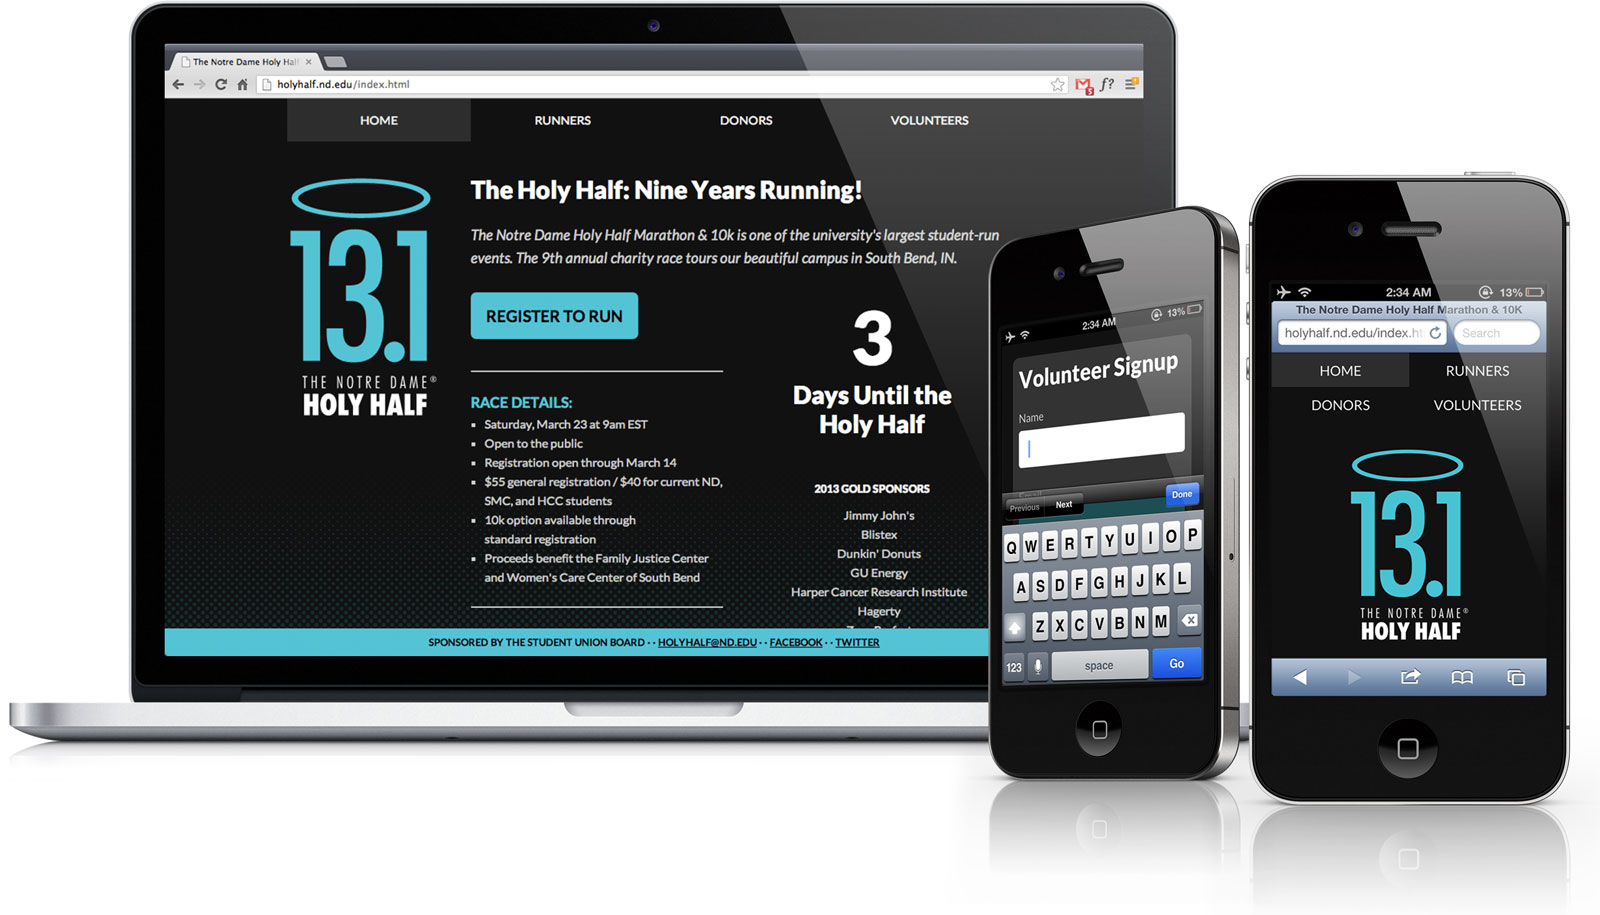 The Notre Dame Holy Half
holyhalf.nd.edu/index.html
5
f?
HOME
RUNNERS
DONORS
VOLUNTEERS
13.1
THE NOTRE DAME®
HOLY HALF
The Holy Half: Nine Years Running!
The Notre Dame Holy Half Marathon & 10k is one of the university's largest student-run
events. The 9th annual charity race tours our beautiful campus in South Bend, IN.
REGISTER TO RUN
RACE DETAILS:
Saturday, March 23 at 9am EST
Open to the public
Registration open through March 14
$55 general registration / $40 for current ND,
SMC, and HCC students
10k option available through
standard registration
Proceeds benefit the Family Justice Center
and Women's Care Center of South Bend
3
Days Until the
Holy Half
2013 GOLD SPONSORS
Jimmy John's
Blistex
Dunkin' Donuts
GU Energy
Harper Cancer Research Institute
Hagerty
SPONSORED BY THE STUDENT UNION BOARD · · HOLYHALF@ND.EDU · · FACEBOOK · · TWITTER
2:34 AM 13%
Volunteer Signup
Name
Previous Next Done
Q W E R T Y U I O P
A S D F G H J K L
Z X C V B N M
123 space Go
2:34 AM 13%
The Notre Dame Holy Half Marathon & 10K
holyhalf.nd.edu/index.ht Search
HOME RUNNERS
DONORS VOLUNTEERS
13.1
THE NOTRE DAME®
HOLY HALF